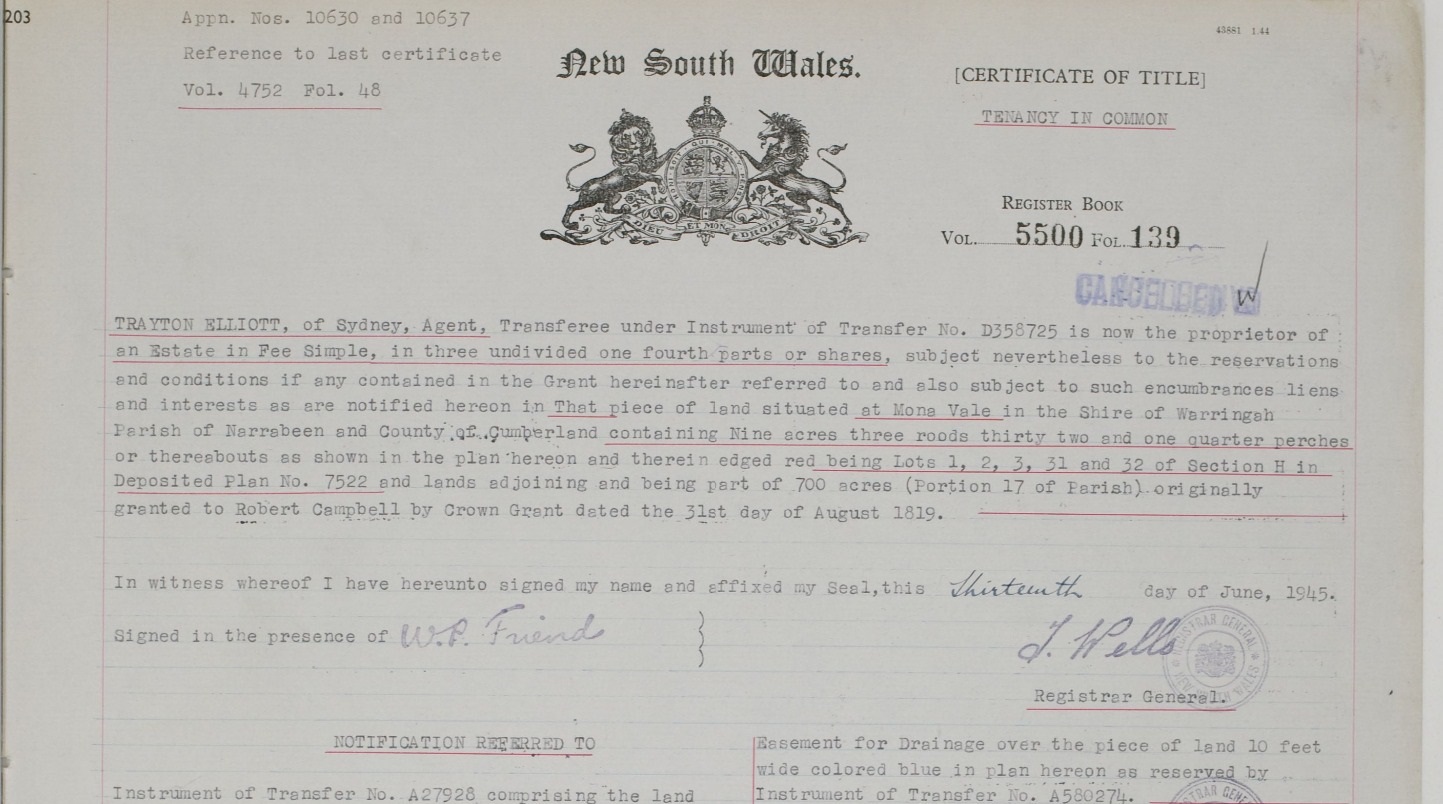 203
Appn. Nos. 10630 and 10637
Reference to last certificate
Vol. 4752 Fol. 48
43881 1.44
New South Wales.
[CERTIFICATE OF TITLE]
TENANCY IN COMMON
DIEU ET MON DROIT
REGISTER BOOK
VOL. 5500 FOL. 139
CANCELLED
TRAYTON ELLIOTT, of Sydney, Agent, Transferee under Instrument of Transfer No. D358725 is now the proprietor of
an Estate in Fee Simple, in three undivided one fourth parts or shares, subject nevertheless to the reservations
and conditions if any contained in the Grant hereinafter referred to and also subject to such encumbrances liens
and interests as are notified hereon in That piece of land situated at Mona Vale in the Shire of Warringah
Parish of Narrabeen and County of Cumberland containing Nine acres three roods thirty two and one quarter perches
or thereabouts as shown in the plan hereon and therein edged red being Lots 1, 2, 3, 31 and 32 of Section H in
Deposited Plan No. 7522 and lands adjoining and being part of 700 acres (Portion 17 of Parish) originally
granted to Robert Campbell by Crown Grant dated the 31st day of August 1819.
In witness whereof I have hereunto signed my name and affixed my Seal, this Thirteenth day of June, 1945.
Signed in the presence of W.P. Friend
J. Wells
REGISTRAR GENERAL NEW SOUTH WALES
Registrar General.
NOTIFICATION REFERRED TO
Instrument of Transfer No. A27928 comprising the land
Easement for Drainage over the piece of land 10 feet
wide colored blue in plan hereon as reserved by
Instrument of Transfer No. A580274.